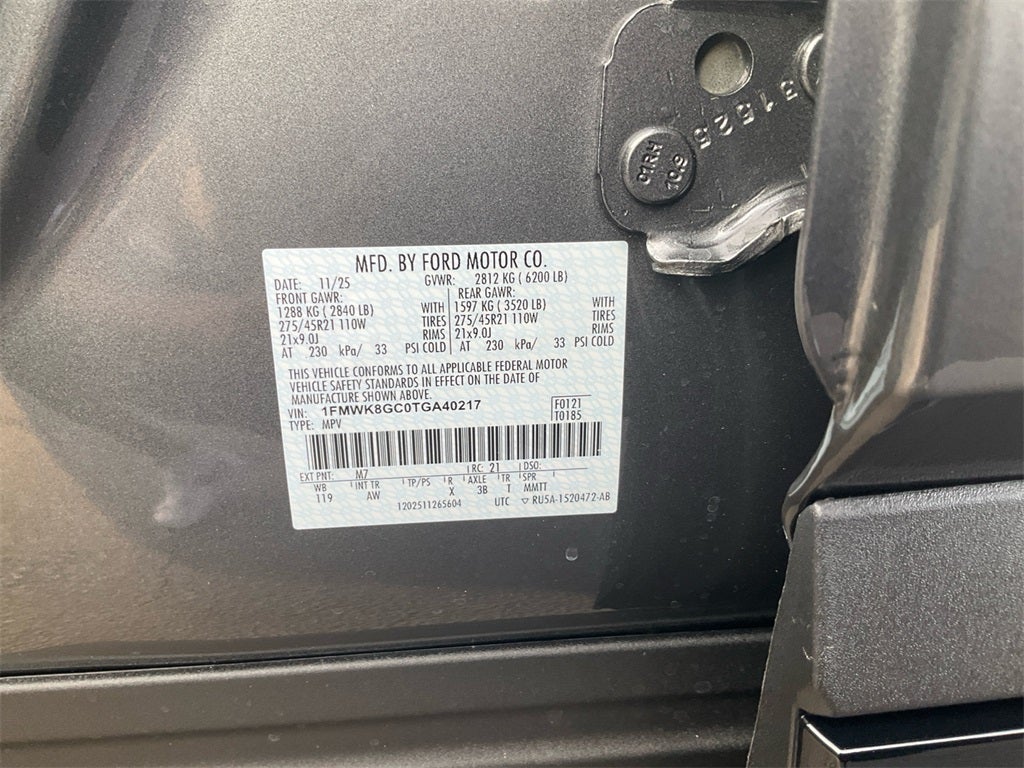 31525
01RH
10.9
MFD. BY FORD MOTOR CO.
DATE: 11/25 GVWR: 2812 KG ( 6200 LB)
FRONT GAWR: REAR GAWR:
1288 KG ( 2840 LB) WITH 1597 KG ( 3520 LB) WITH
275/45R21 110W TIRES 275/45R21 110W TIRES
21x9.0J RIMS 21x9.0J RIMS
AT 230 kPa/ 33 PSI COLD AT 230 kPa/ 33 PSI COLD
THIS VEHICLE CONFORMS TO ALL APPLICABLE FEDERAL MOTOR
VEHICLE SAFETY STANDARDS IN EFFECT ON THE DATE OF
MANUFACTURE SHOWN ABOVE.
VIN: 1FMWK8GC0TGA40217 F0121
TYPE: MPV T0185
EXT PNT: M7 RC: 21 DSO:
WB INT TR TP/PS R AXLE TR SPR
119 AW X 3B T MMTT
1202511265604 UTC ▽ RU5A-1520472-AB